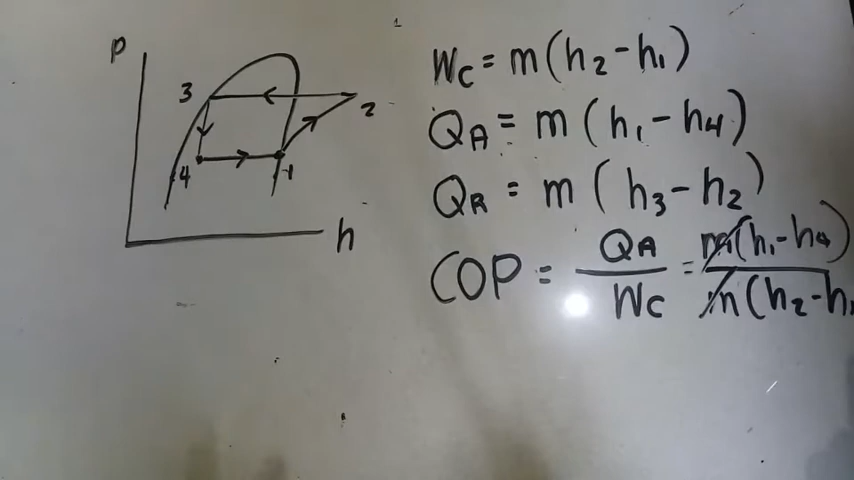 P
3
2
4
1
h
Wc = m(h₂-h₁)
QA = m(h₁-h4)
QR = m(h₃-h₂)
COP = QA/Wc = m(h₁-h4)/m(h₂-h₁